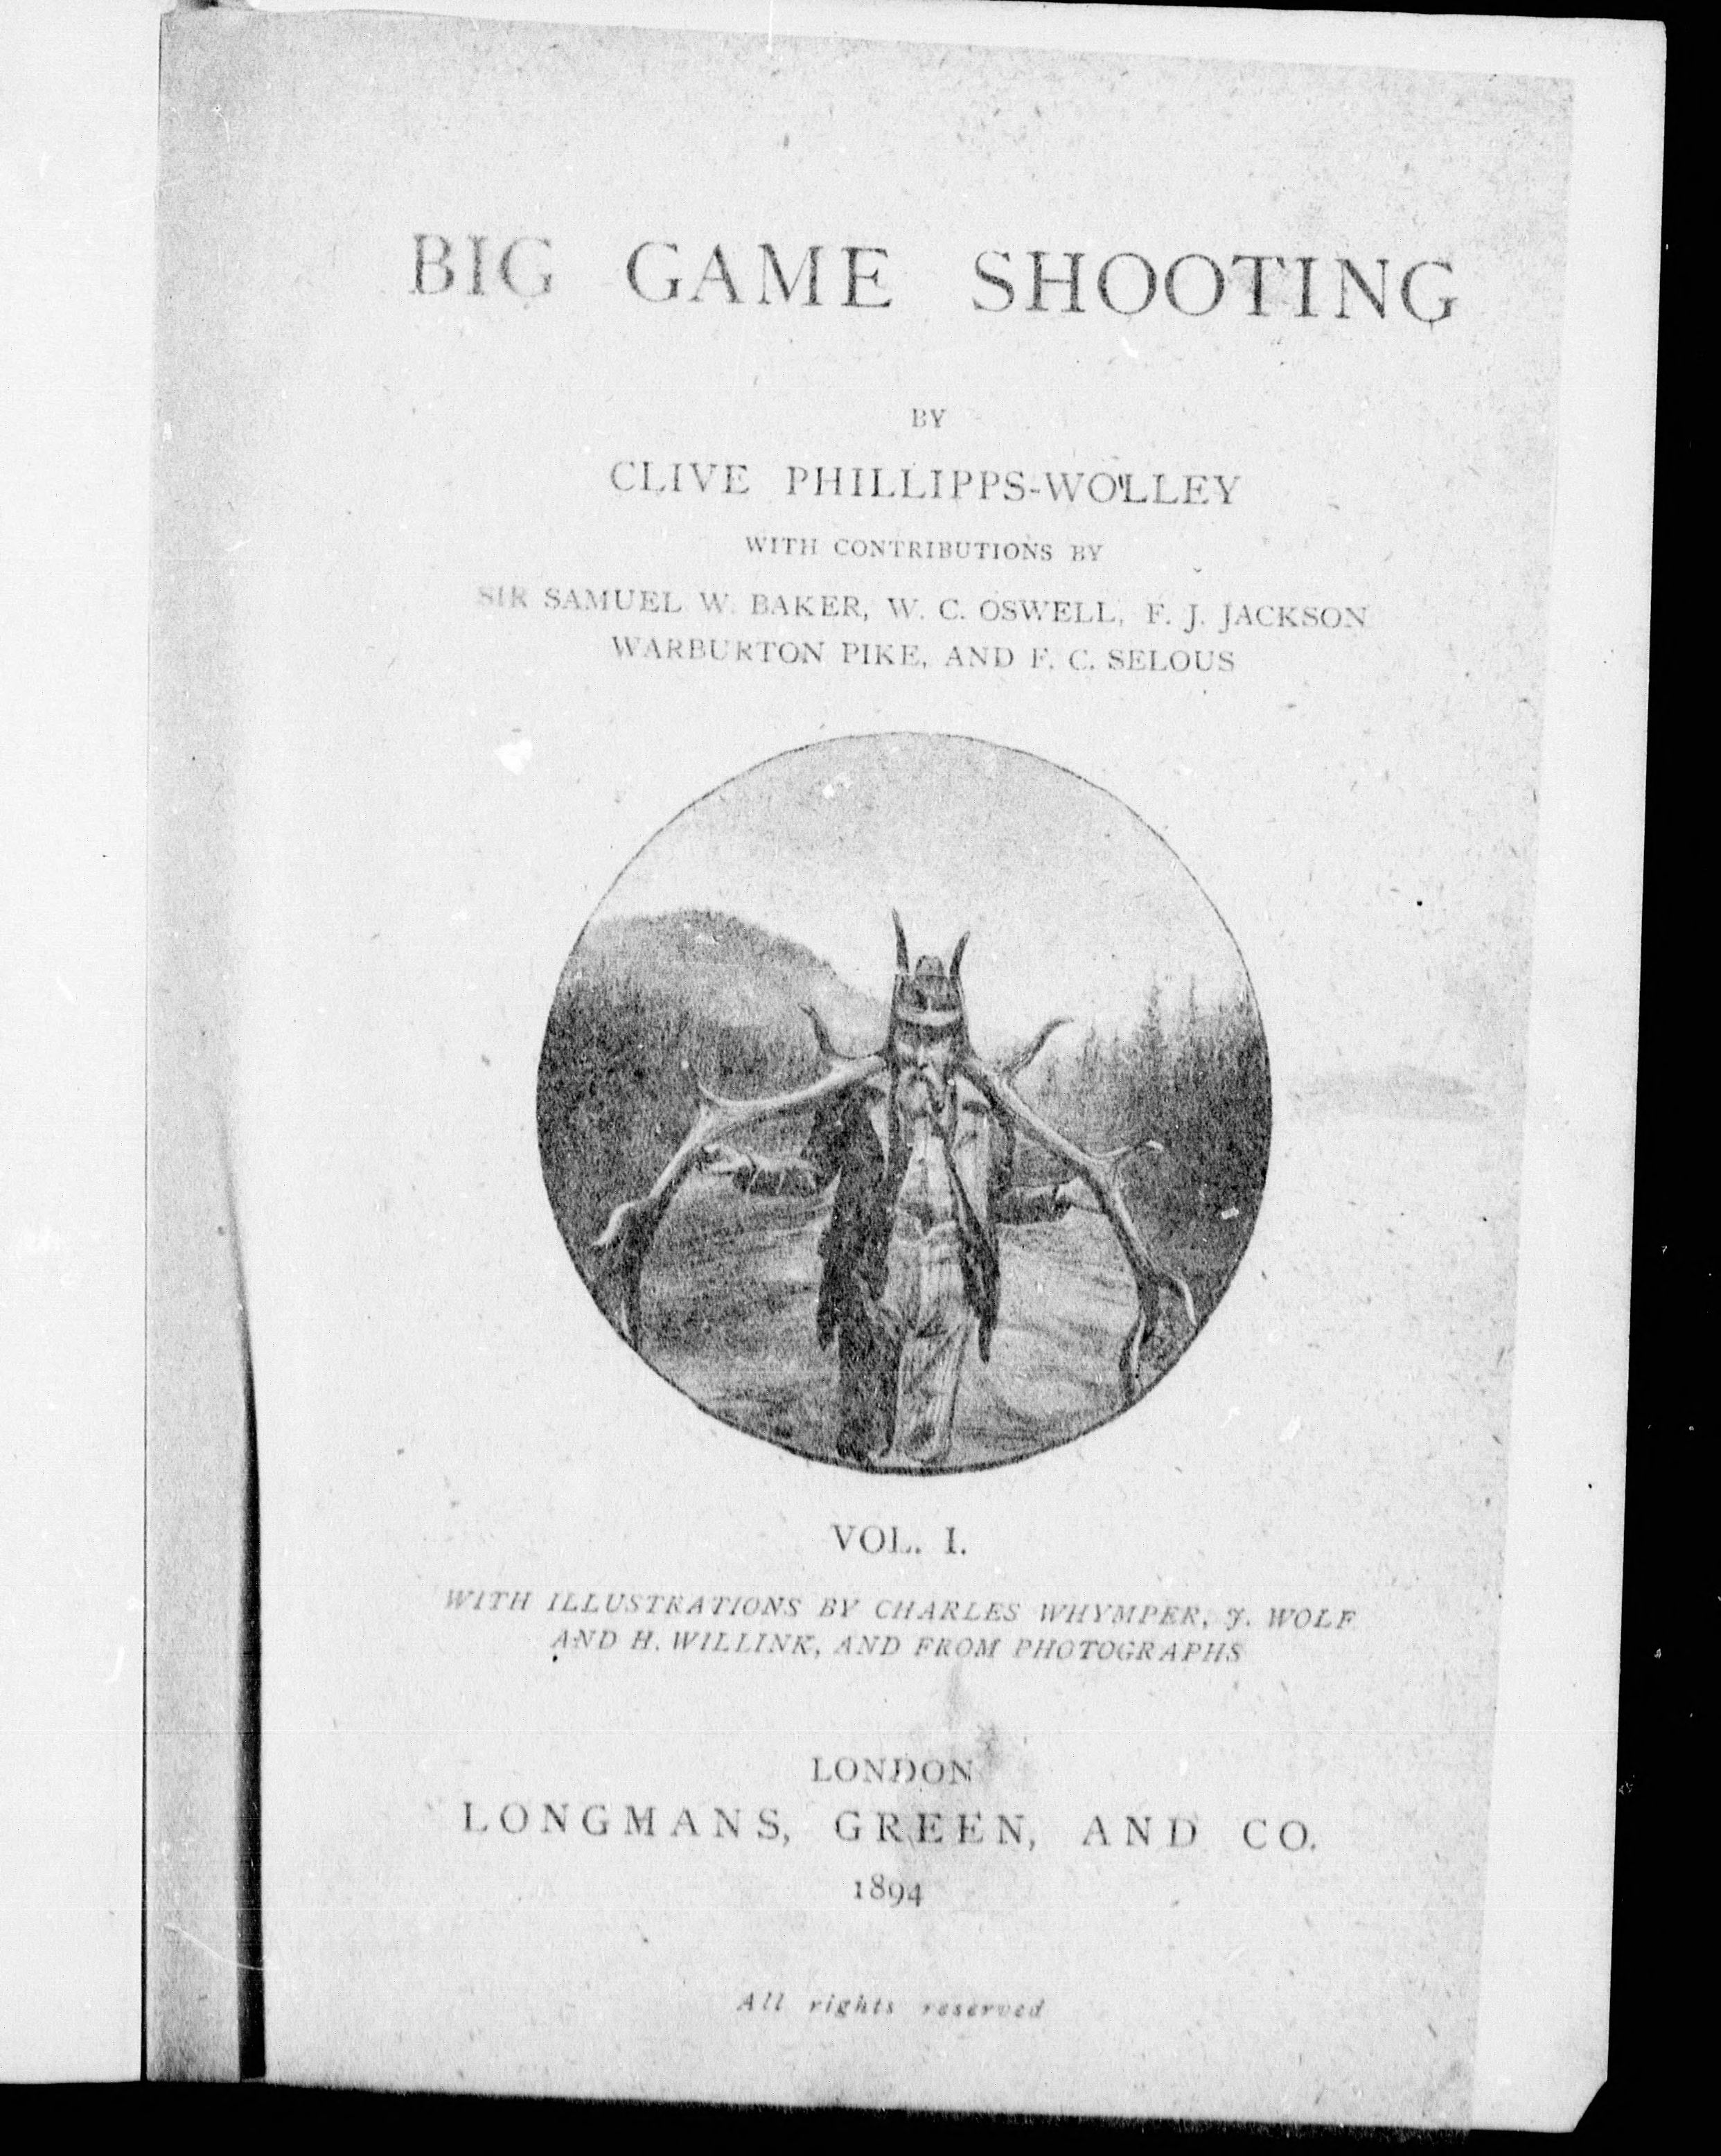 BIG GAME SHOOTING
BY
CLIVE PHILLIPPS-WOLLEY
WITH CONTRIBUTIONS BY
SIR SAMUEL W. BAKER, W. C. OSWELL, F. J. JACKSON
WARBURTON PIKE, AND F. C. SELOUS
VOL. I.
WITH ILLUSTRATIONS BY CHARLES WHYMPER, J. WOLF
AND H. WILLINK, AND FROM PHOTOGRAPHS
LONDON
LONGMANS, GREEN, AND CO.
1894
All rights reserved